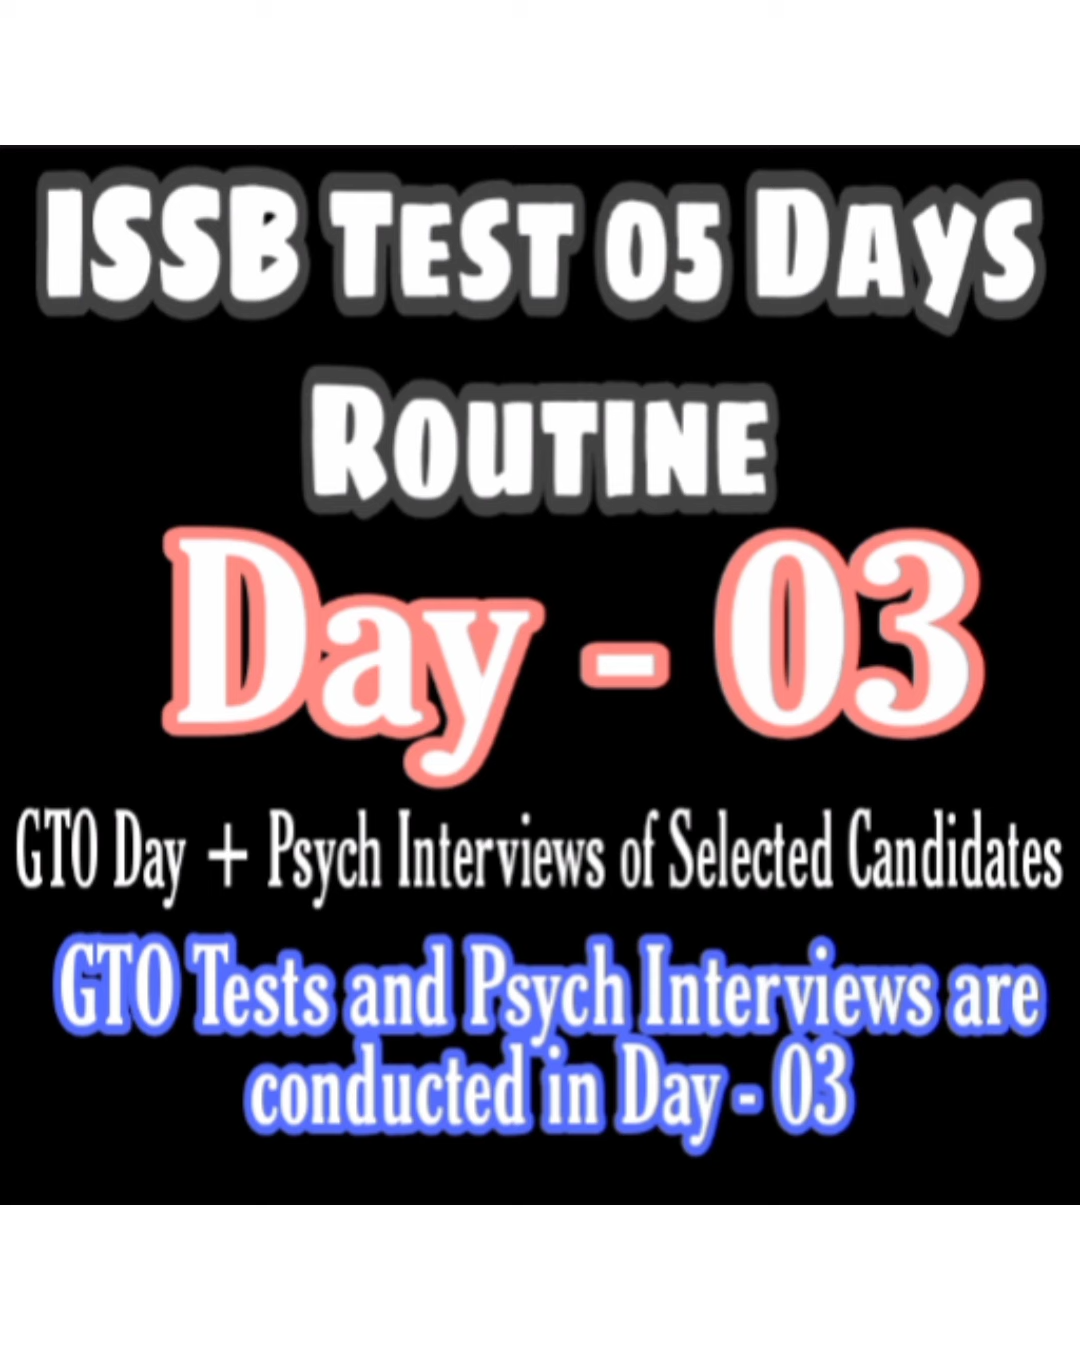 ISSB TEST 05 DAYS
ROUTINE
Day - 03
GTO Day + Psych Interviews of Selected Candidates
GTO Tests and Psych Interviews are
conducted in Day - 03